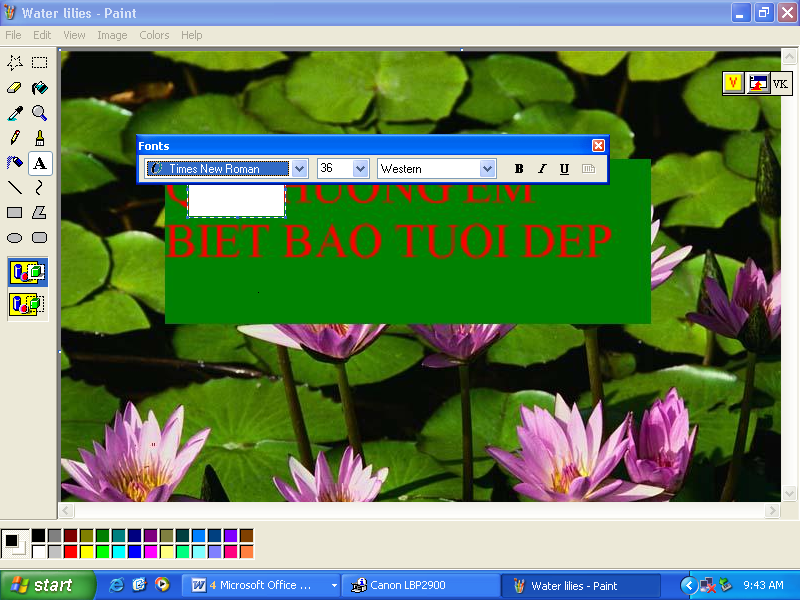 Water lilies - Paint
File Edit View Image Colors Help
V VK
Fonts
Times New Roman 36 Western B I U
HUONG EM
BIET BAO TUOI DEP
A
start 4 Microsoft Office ... Canon LBP2900 Water lilies - Paint 9:43 AM